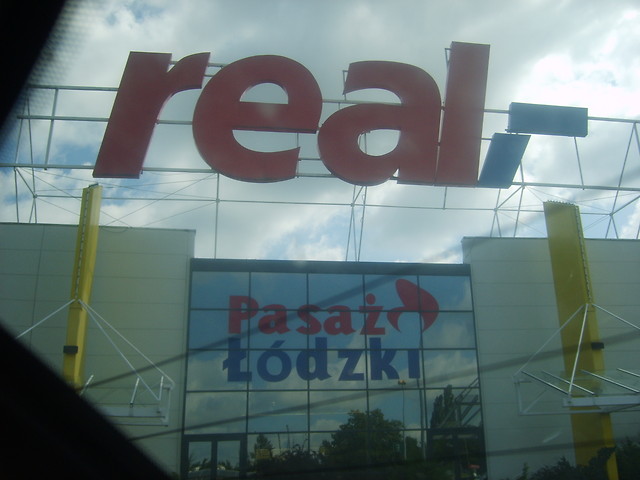 real,-
Pasaż
Łódzki